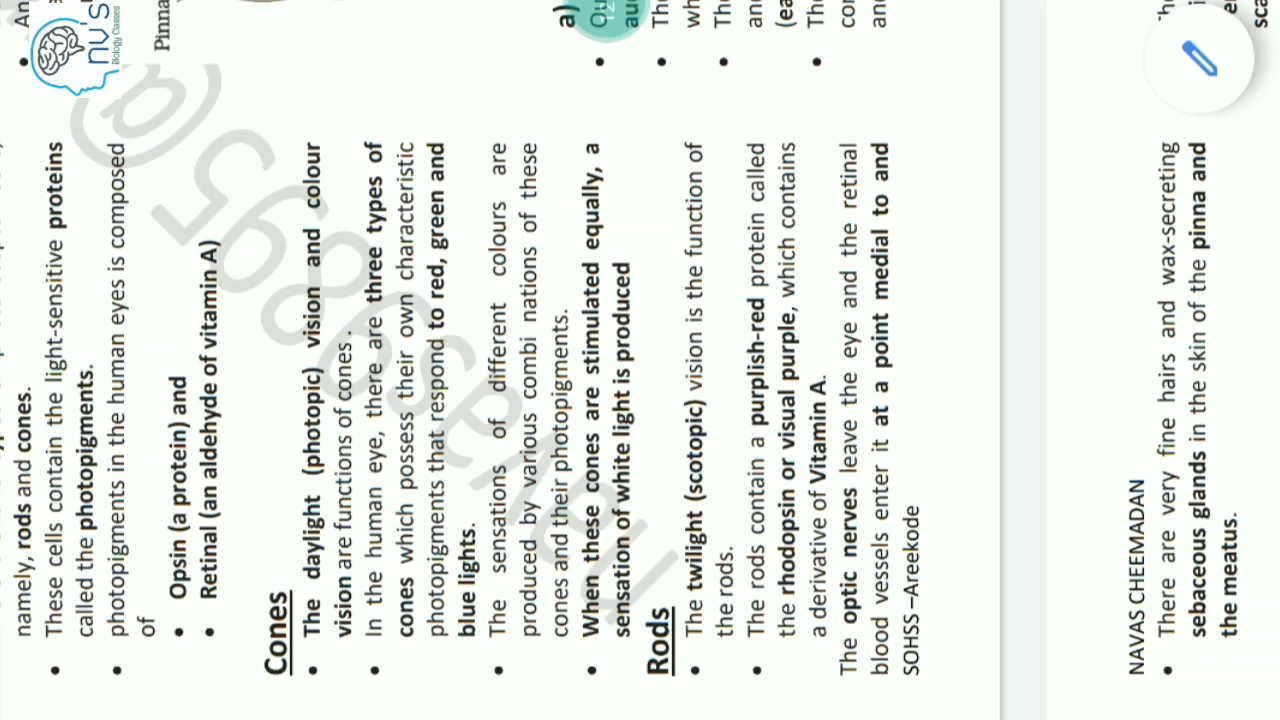 namely, rods and cones.
• These cells contain the light-sensitive proteins
called the photopigments.
• photopigments in the human eyes is composed
of
• Opsin (a protein) and
• Retinal (an aldehyde of vitamin A)
Cones
• The daylight (photopic) vision and colour
vision are functions of cones .
• In the human eye, there are three types of
cones which possess their own characteristic
photopigments that respond to red, green and
blue lights.
• The sensations of different colours are
produced by various combi nations of these
cones and their photopigments.
• When these cones are stimulated equally, a
sensation of white light is produced
Rods
• The twilight (scotopic) vision is the function of
the rods.
• The rods contain a purplish-red protein called
the rhodopsin or visual purple, which contains
a derivative of Vitamin A.
The optic nerves leave the eye and the retinal
blood vessels enter it at a point medial to and
SOHSS –Areekode
nv's
Biology Classes
Pinna
a)
navas9895@
NAVAS CHEEMADAN
• There are very fine hairs and wax-secreting
sebaceous glands in the skin of the pinna and
the meatus.